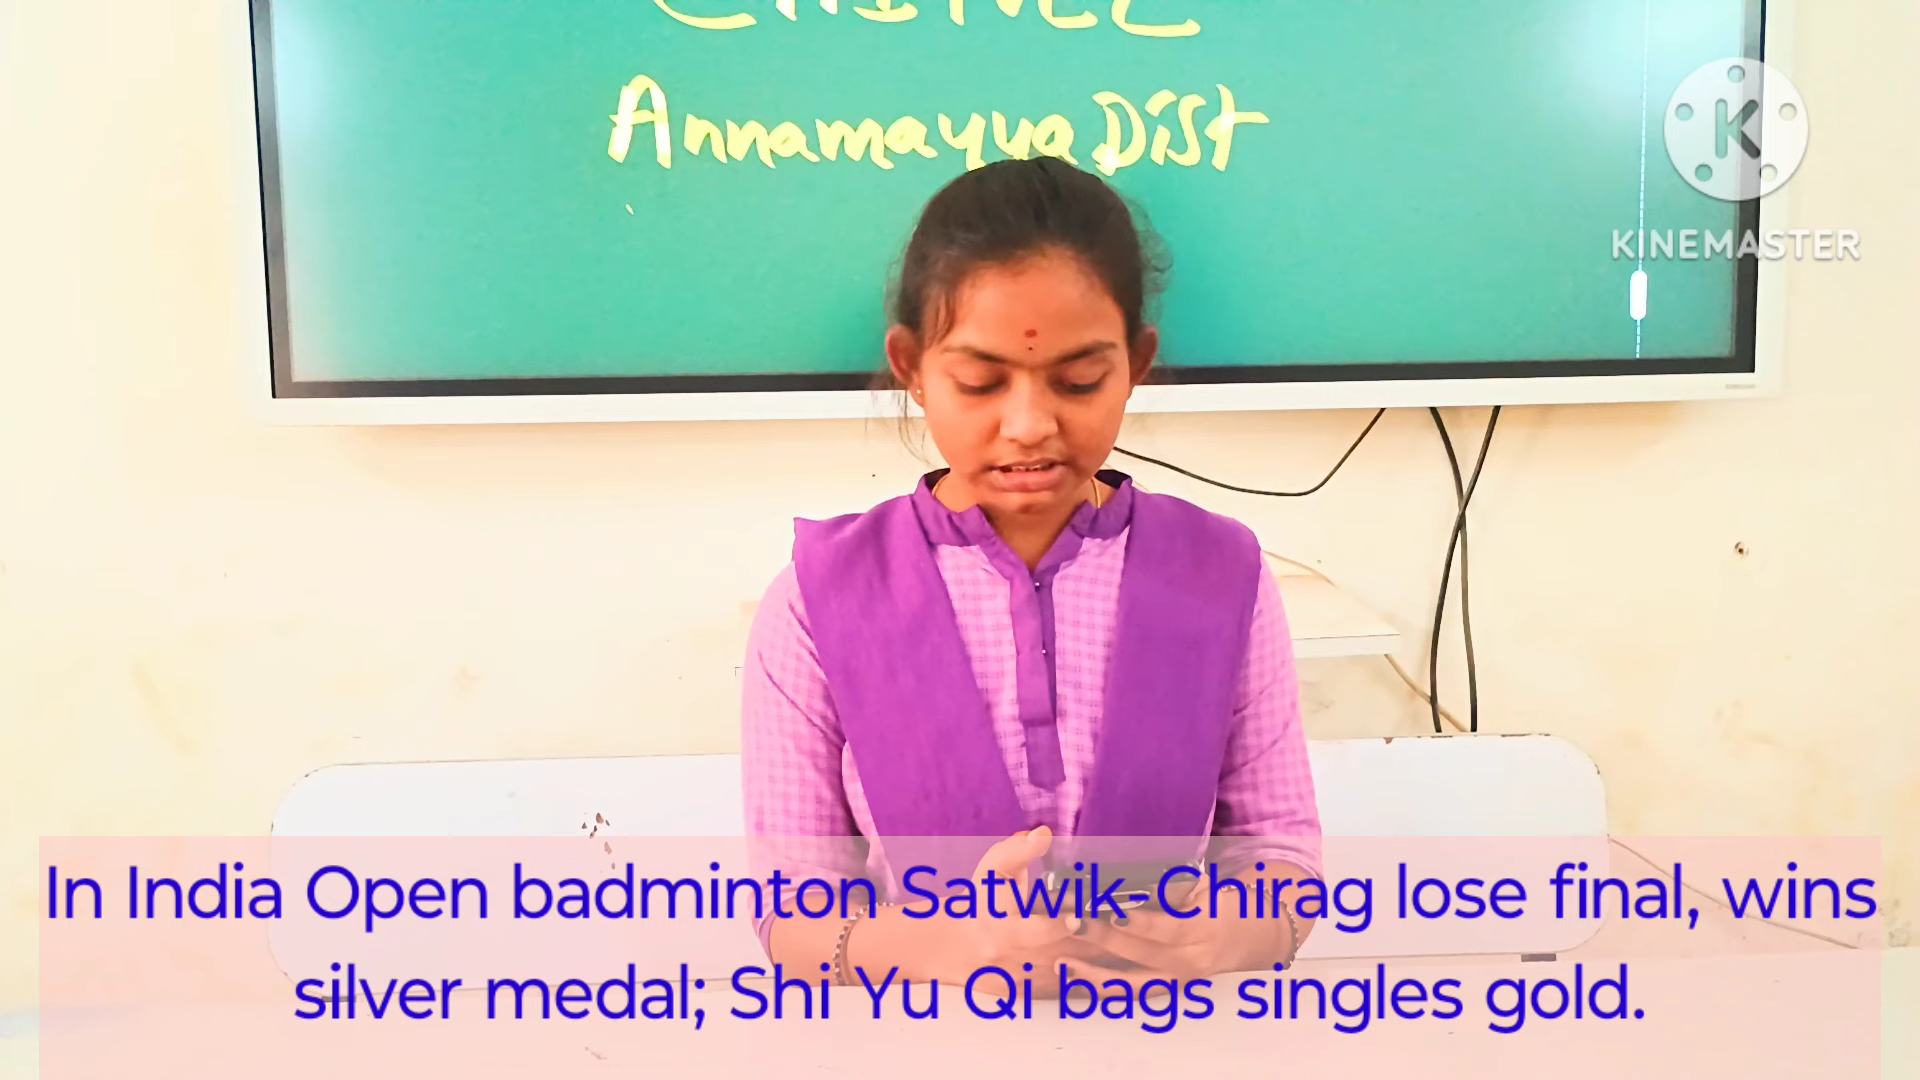 Annamayya Dist
K
KINEMASTER
In India Open badminton Satwik-Chirag lose final, wins
silver medal; Shi Yu Qi bags singles gold.